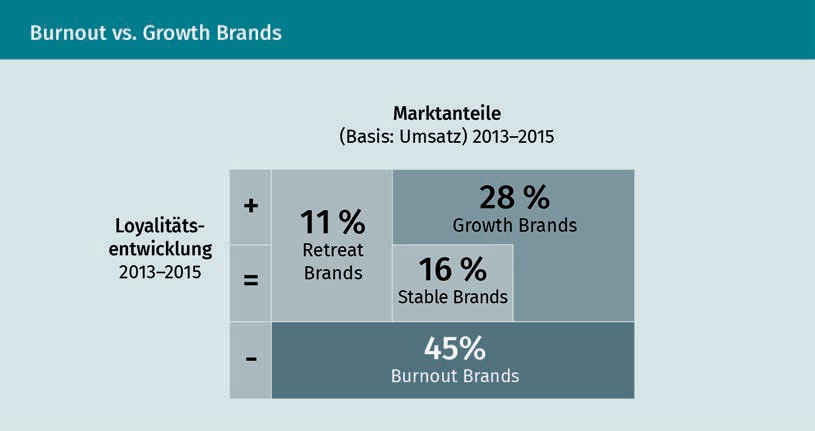 Burnout vs. Growth Brands
Marktanteile
(Basis: Umsatz) 2013–2015
Loyalitäts-
entwicklung
2013–2015
+
=
-
11 %
Retreat
Brands
28 %
Growth Brands
16 %
Stable Brands
45%
Burnout Brands